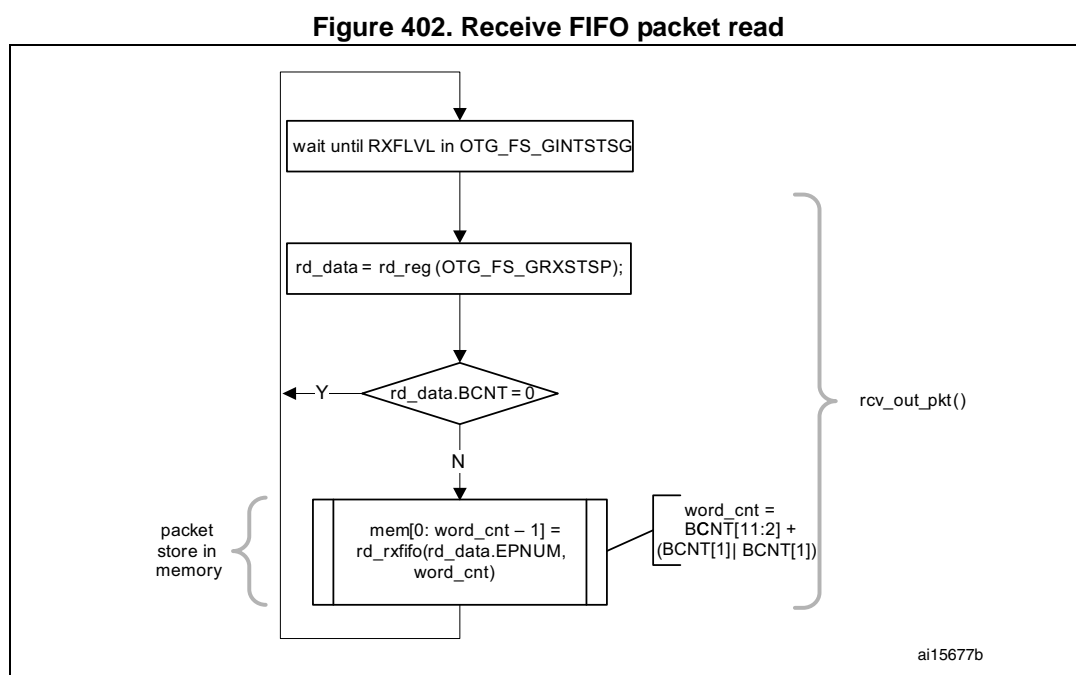 Figure 402. Receive FIFO packet read
wait until RXFLVL in OTG_FS_GINTSTSG
rd_data = rd_reg (OTG_FS_GRXSTSP);
rd_data.BCNT = 0
Y
rcv_out_pkt()
N
packet
store in
memory
mem[0: word_cnt – 1] =
rd_rxfifo(rd_data.EPNUM,
word_cnt)
word_cnt =
BCNT[11:2] +
(BCNT[1] | BCNT[1])
ai15677b